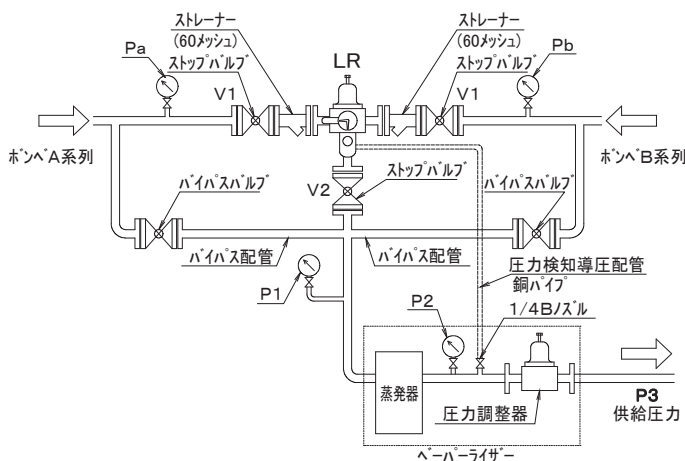 ストレーナー
(60メッシュ)
LR
ストレーナー
(60メッシュ)
Pa
ストップバルブ
ストップバルブ
Pb
V1
V1
ボンベA系列
ボンベB系列
V2
ストップバルブ
バイパスバルブ
バイパスバルブ
バイパス配管
バイパス配管
圧力検知導圧配管
銅パイプ
P1
P2
1/4Bノズル
蒸発器
圧力調整器
P3
供給圧力
ベーパーライザー